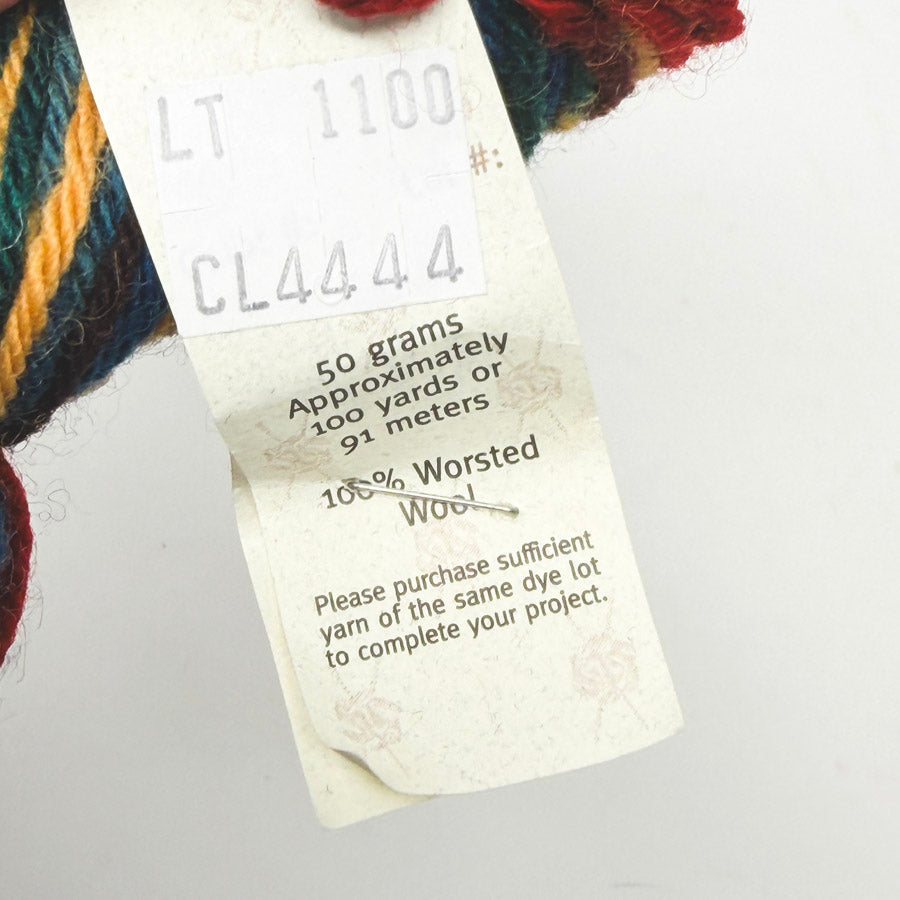 LT 1100
#:
CL4444
50 grams
Approximately
100 yards or
91 meters
100% Worsted
Wool
Please purchase sufficient
yarn of the same dye lot
to complete your project.